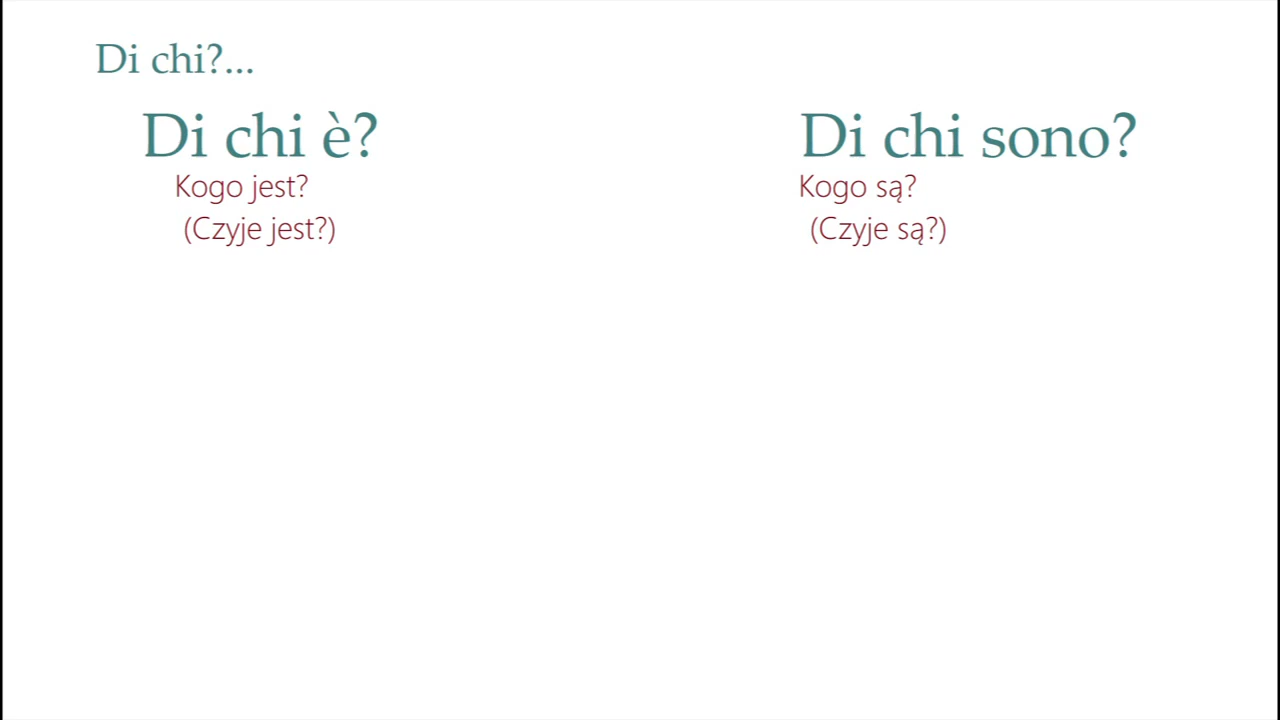 Di chi?...
Di chi è?
Kogo jest?
(Czyje jest?)
Di chi sono?
Kogo są?
(Czyje są?)